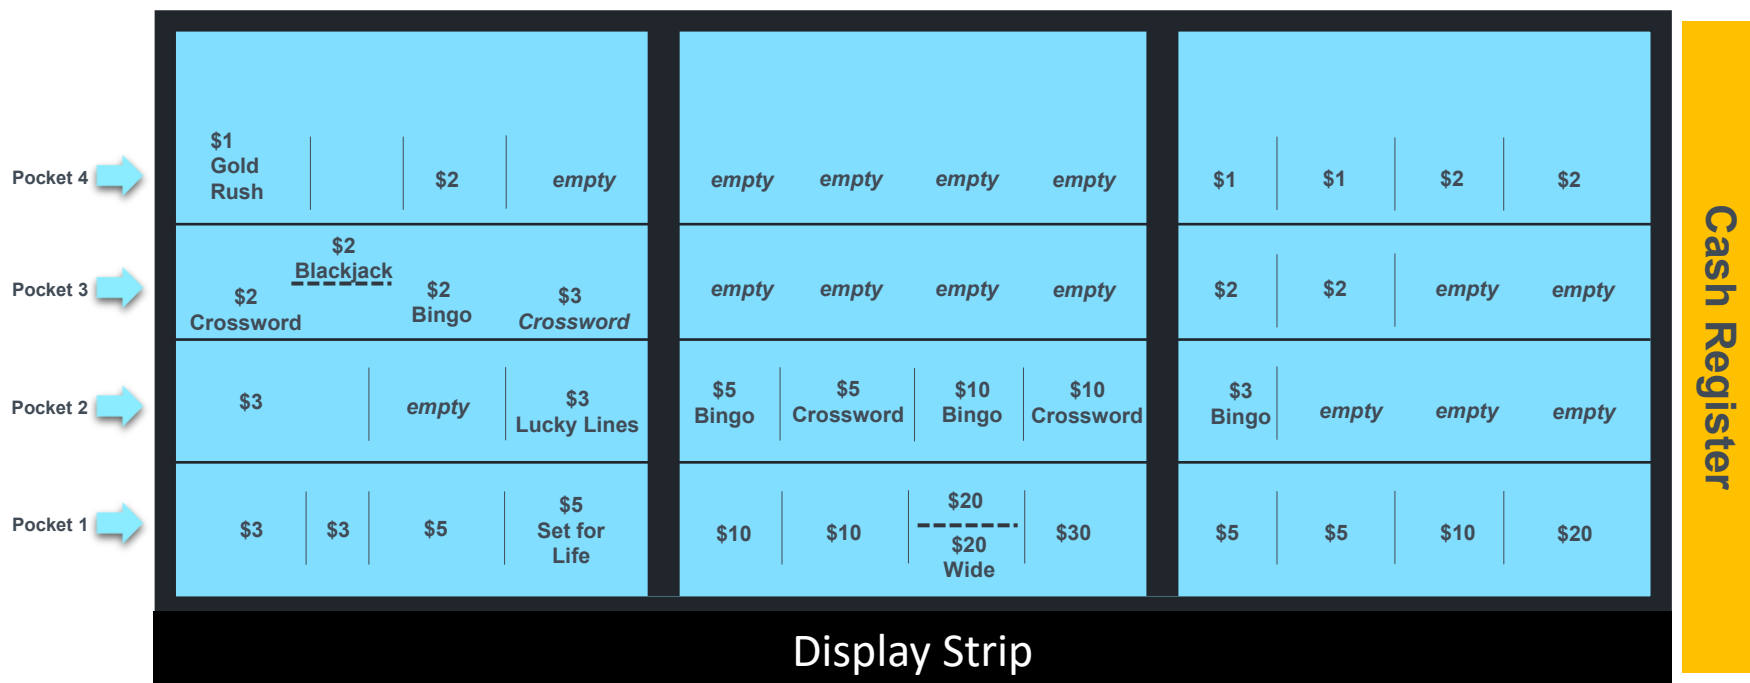 $1
Gold
Rush
Pocket 4
$2
empty
empty
empty
empty
empty
$1
$1
$2
$2
$2
Blackjack
Pocket 3
$2
Crossword
$2
Bingo
$3
Crossword
empty
empty
empty
empty
$2
$2
empty
empty
Pocket 2
$3
empty
$3
Lucky Lines
$5
Bingo
$5
Crossword
$10
Bingo
$10
Crossword
$3
Bingo
empty
empty
empty
Pocket 1
$3
$3
$5
$5
Set for
Life
$10
$10
$20
$20
Wide
$30
$5
$5
$10
$20
Cash Register
Display Strip